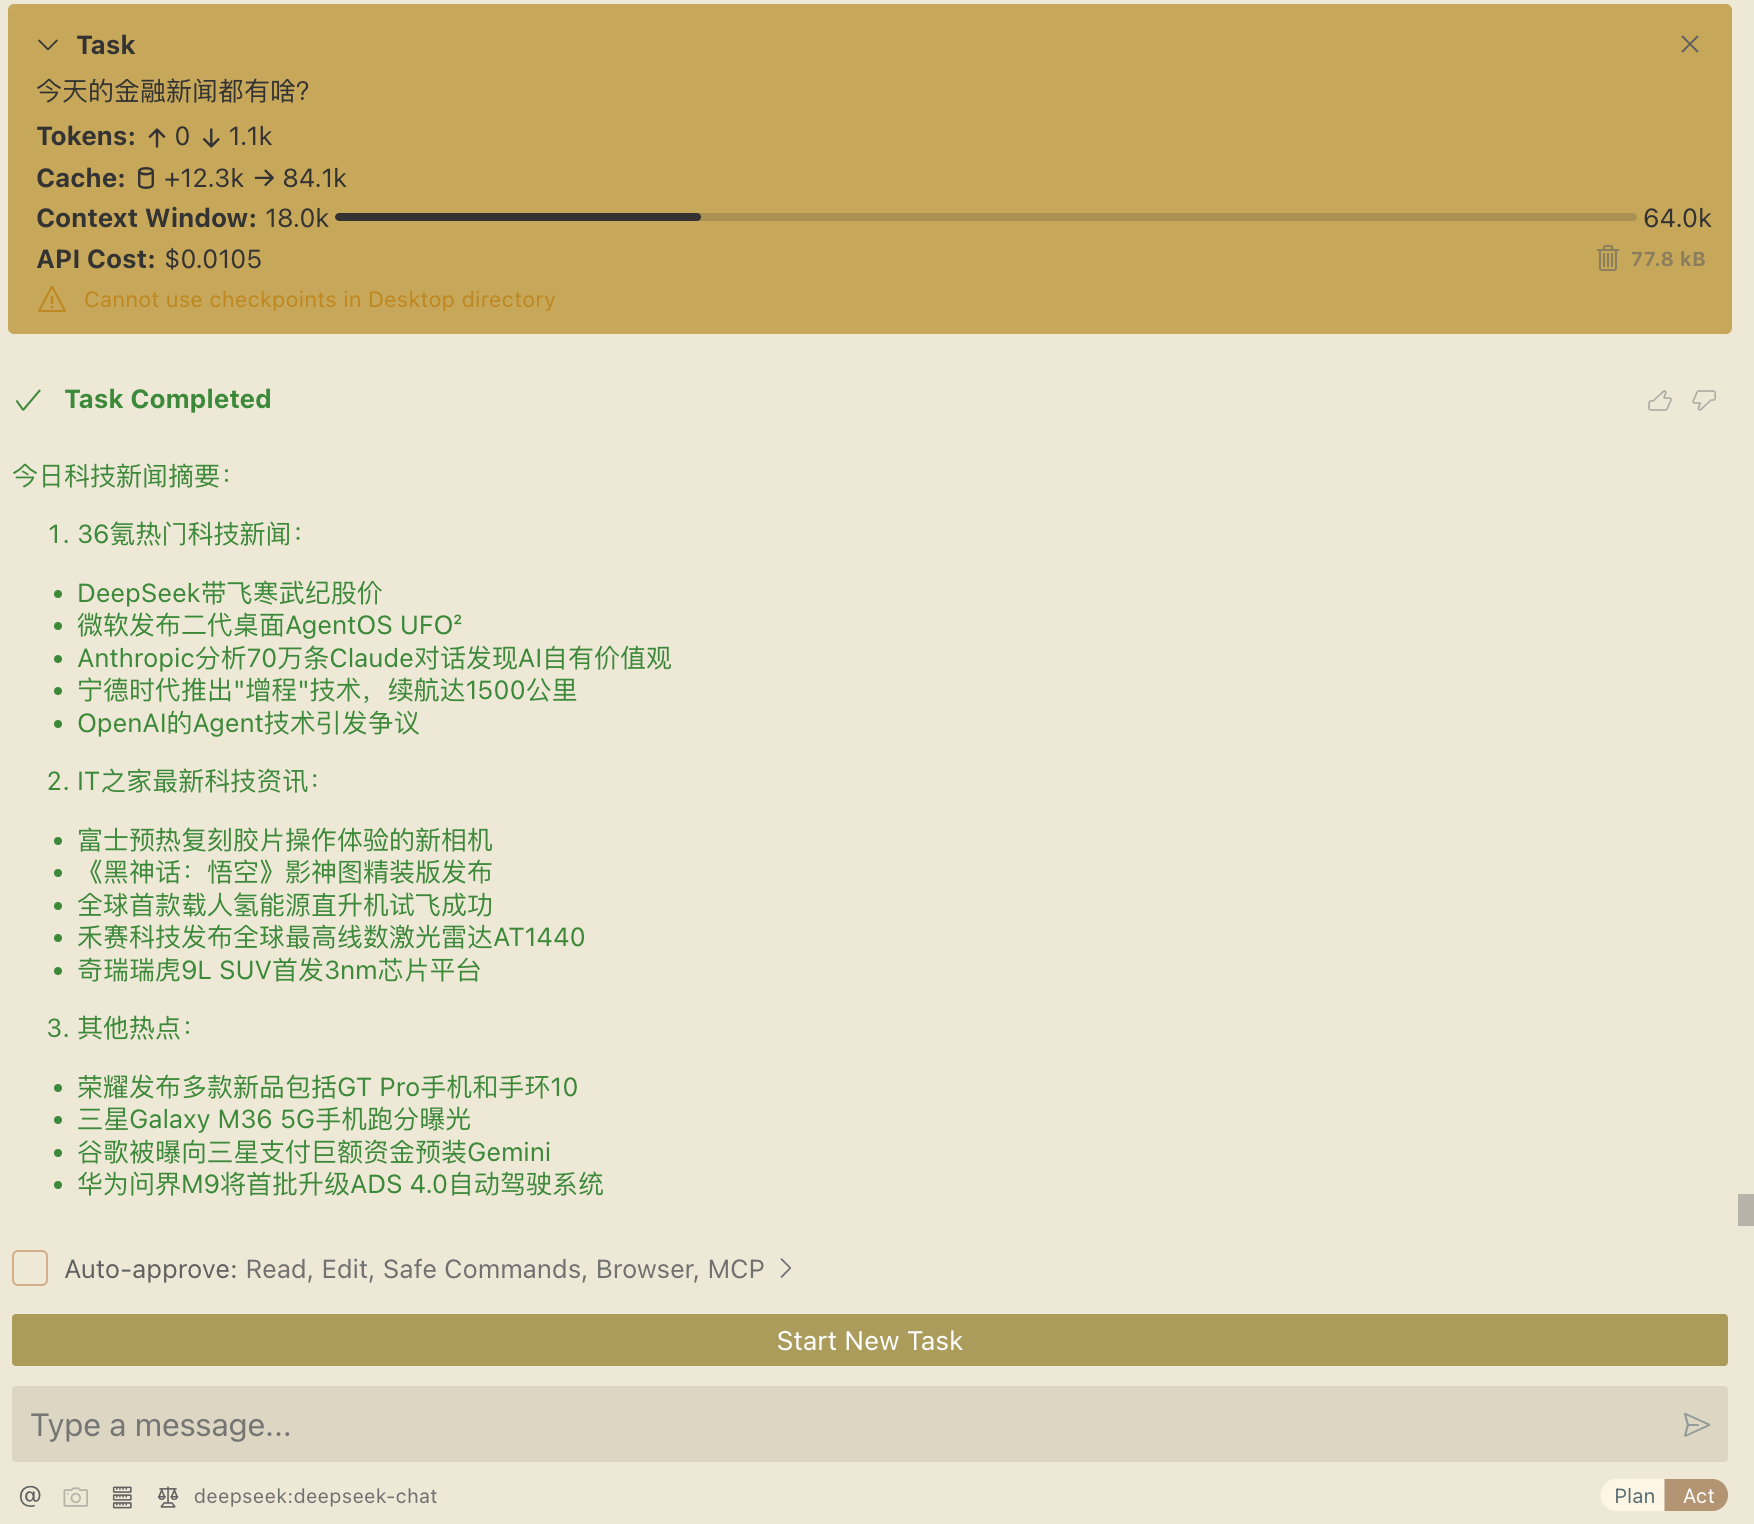 Task
今天的金融新闻都有啥?
Tokens: ↑ 0 ↓ 1.1k
Cache: +12.3k → 84.1k
Context Window: 18.0k 64.0k
API Cost: $0.0105 77.8 kB
Cannot use checkpoints in Desktop directory
Task Completed
今日科技新闻摘要：
1. 36氪热门科技新闻：
• DeepSeek带飞寒武纪股价
• 微软发布二代桌面AgentOS UFO²
• Anthropic分析70万条Claude对话发现AI自有价值观
• 宁德时代推出"增程"技术，续航达1500公里
• OpenAI的Agent技术引发争议
2. IT之家最新科技资讯：
• 富士预热复刻胶片操作体验的新相机
• 《黑神话：悟空》影神图精装版发布
• 全球首款载人氢能源直升机试飞成功
• 禾赛科技发布全球最高线数激光雷达AT1440
• 奇瑞瑞虎9L SUV首发3nm芯片平台
3. 其他热点：
• 荣耀发布多款新品包括GT Pro手机和手环10
• 三星Galaxy M36 5G手机跑分曝光
• 谷歌被曝向三星支付巨额资金预装Gemini
• 华为问界M9将首批升级ADS 4.0自动驾驶系统
Auto-approve: Read, Edit, Safe Commands, Browser, MCP >
Start New Task
Type a message...
@ deepseek:deepseek-chat Plan Act